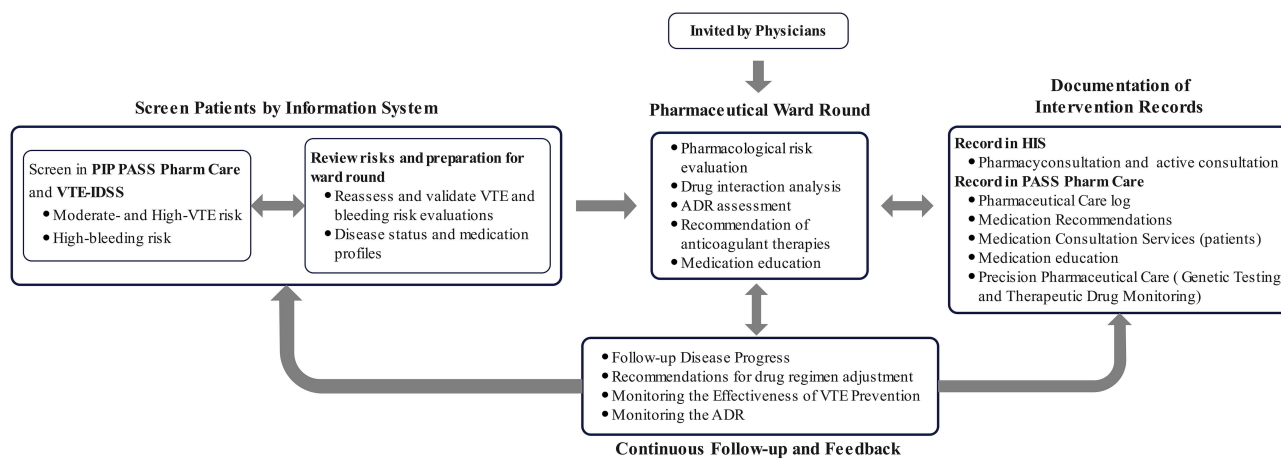 Invited by Physicians
Screen Patients by Information System
Screen in PIP PASS Pharm Care
and VTE-IDSS
● Moderate- and High-VTE risk
● High-bleeding risk
Review risks and preparation for
ward round
● Reassess and validate VTE and
bleeding risk evaluations
● Disease status and medication
profiles
Pharmaceutical Ward Round
● Pharmacological risk
evaluation
● Drug interaction analysis
● ADR assessment
● Recommendation of
anticoagulant therapies
● Medication education
Documentation of
Intervention Records
Record in HIS
● Pharmacyconsultation and active consultation
Record in PASS Pharm Care
● Pharmaceutical Care log
● Medication Recommendations
● Medication Consultation Services (patients)
● Medication education
● Precision Pharmaceutical Care ( Genetic Testing
and Therapeutic Drug Monitoring)
● Follow-up Disease Progress
● Recommendations for drug regimen adjustment
● Monitoring the Effectiveness of VTE Prevention
● Monitoring the ADR
Continuous Follow-up and Feedback